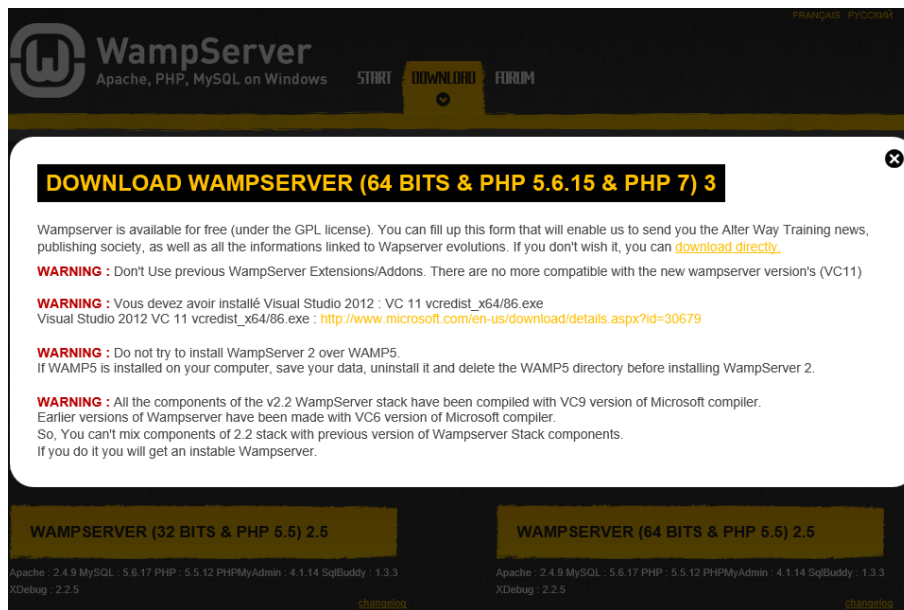 FRANÇAIS РУССКИЙ
WampServer
Apache, PHP, MySQL on Windows
START DOWNLOAD FORUM
DOWNLOAD WAMPSERVER (64 BITS & PHP 5.6.15 & PHP 7) 3
Wampserver is available for free (under the GPL license). You can fill up this form that will enable us to send you the Alter Way Training news,
publishing society, as well as all the informations linked to Wapserver evolutions. If you don't wish it, you can download directly.
WARNING : Don't Use previous WampServer Extensions/Addons. There are no more compatible with the new wampserver version's (VC11)
WARNING : Vous devez avoir installé Visual Studio 2012 : VC 11 vcredist_x64/86.exe
Visual Studio 2012 VC 11 vcredist_x64/86.exe : http://www.microsoft.com/en-us/download/details.aspx?id=30679
WARNING : Do not try to install WampServer 2 over WAMP5.
If WAMP5 is installed on your computer, save your data, uninstall it and delete the WAMP5 directory before installing WampServer 2.
WARNING : All the components of the v2.2 WampServer stack have been compiled with VC9 version of Microsoft compiler.
Earlier versions of Wampserver have been made with VC6 version of Microsoft compiler.
So, You can't mix components of 2.2 stack with previous version of Wampserver Stack components.
If you do it you will get an instable Wampserver.
WAMPSERVER (32 BITS & PHP 5.5) 2.5
Apache : 2.4.9 MySQL : 5.6.17 PHP : 5.5.12 PHPMyAdmin : 4.1.14 SqlBuddy : 1.3.3
XDebug : 2.2.5
changelog
WAMPSERVER (64 BITS & PHP 5.5) 2.5
Apache : 2.4.9 MySQL : 5.6.17 PHP : 5.5.12 PHPMyAdmin : 4.1.14 SqlBuddy : 1.3.3
XDebug : 2.2.5
changelog